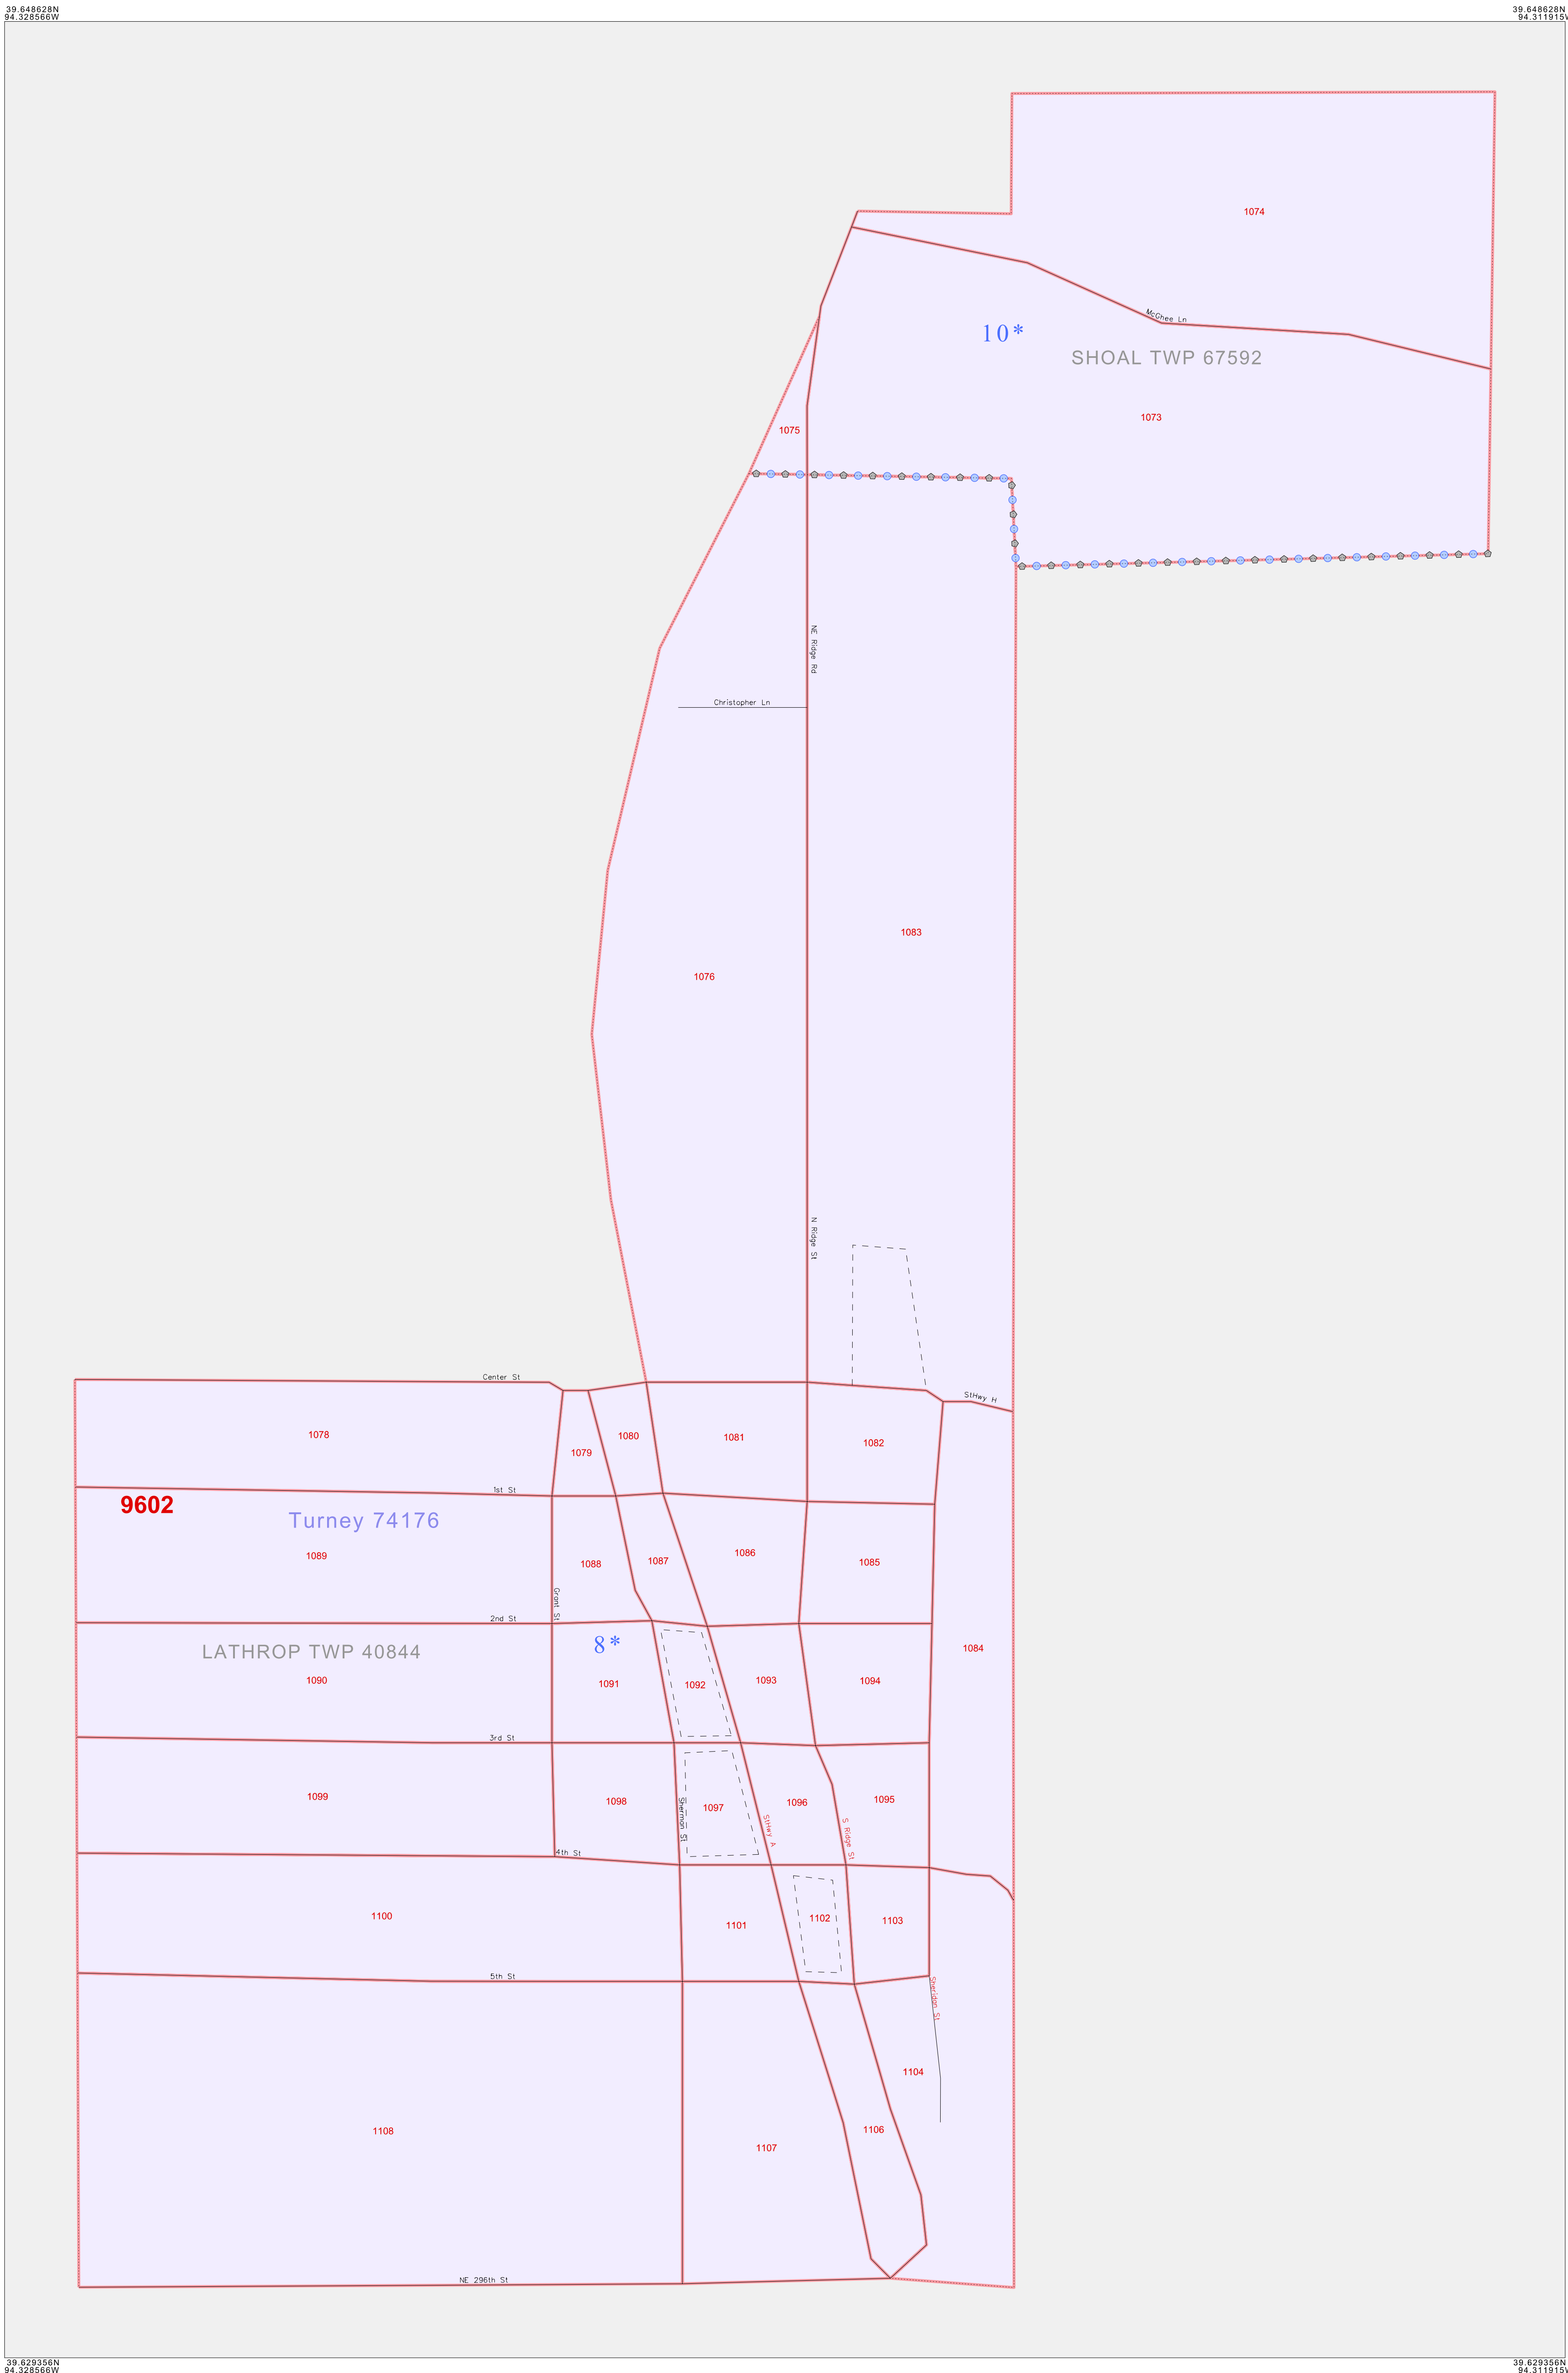 39.648628N
94.328566W
39.648628N
94.311915W
1074
McGhee Ln
10*
SHOAL TWP 67592
1073
1075
NE Ridge Rd
Christopher Ln
1083
1076
N Ridge St
Center St
StHwy H
1078
1079
1080
1081
1082
1st St
9602
Turney 74176
1089
1088
1087
1086
1085
Grant St
2nd St
8*
LATHROP TWP 40844
1084
1090
1091
1092
1093
1094
3rd St
1099
1098
1097
1096
1095
Sherman St
StHwy A
S Ridge St
4th St
1100
1101
1102
1103
5th St
Sheridan St
1104
1108
1107
1106
NE 296th St
39.629356N
94.328566W
39.629356N
94.311915W